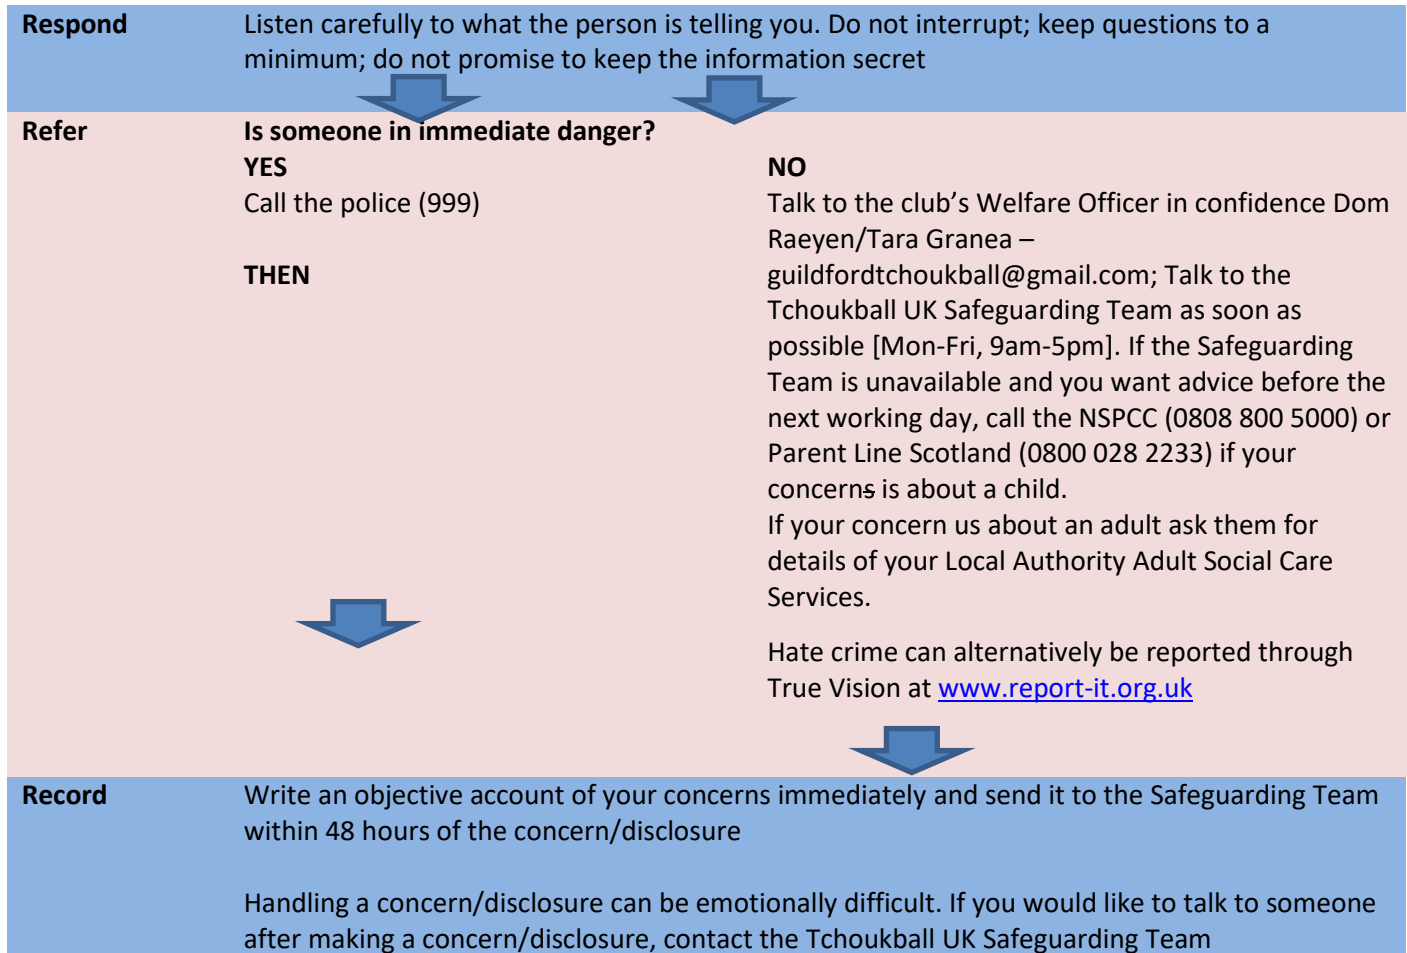 Respond
Listen carefully to what the person is telling you. Do not interrupt; keep questions to a
minimum; do not promise to keep the information secret
Refer
Is someone in immediate danger?
YES
Call the police (999)
THEN
NO
Talk to the club’s Welfare Officer in confidence Dom
Raeyen/Tara Granea –
guildfordtchoukball@gmail.com; Talk to the
Tchoukball UK Safeguarding Team as soon as
possible [Mon-Fri, 9am-5pm]. If the Safeguarding
Team is unavailable and you want advice before the
next working day, call the NSPCC (0808 800 5000) or
Parent Line Scotland (0800 028 2233) if your
concerns is about a child.
If your concern us about an adult ask them for
details of your Local Authority Adult Social Care
Services.
Hate crime can alternatively be reported through
True Vision at www.report-it.org.uk
Record
Write an objective account of your concerns immediately and send it to the Safeguarding Team
within 48 hours of the concern/disclosure
Handling a concern/disclosure can be emotionally difficult. If you would like to talk to someone
after making a concern/disclosure, contact the Tchoukball UK Safeguarding Team